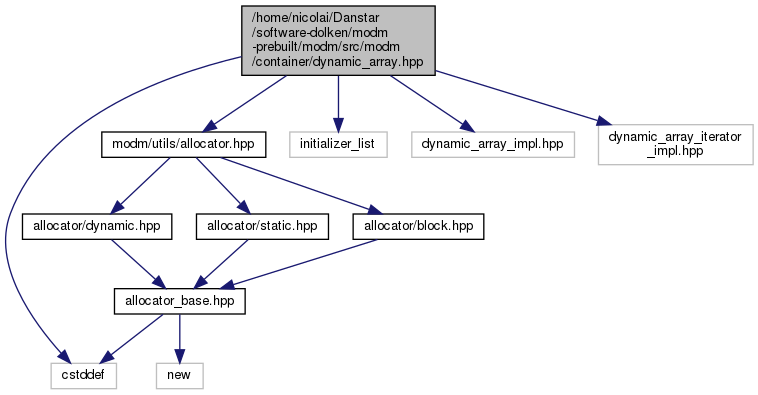 /home/nicolai/Danstar
/software-dolken/modm
-prebuilt/modm/src/modm
/container/dynamic_array.hpp
modm/utils/allocator.hpp
initializer_list
dynamic_array_impl.hpp
dynamic_array_iterator
_impl.hpp
allocator/dynamic.hpp
allocator/static.hpp
allocator/block.hpp
allocator_base.hpp
cstddef
new